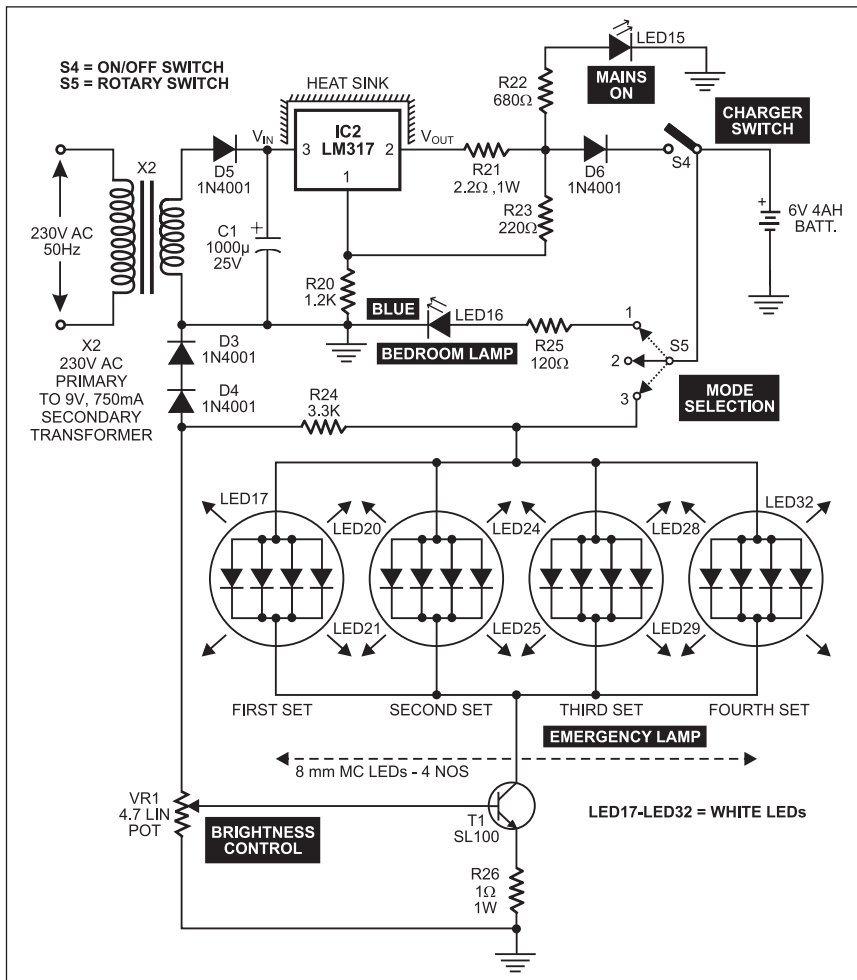 S4 = ON/OFF SWITCH
S5 = ROTARY SWITCH
HEAT SINK
IC2
LM317
3
2
1
VIN
VOUT
X2
D5
1N4001
230V AC
50Hz
C1
1000µ
25V
+
R20
1.2K
R21
2.2Ω ,1W
R22
680Ω
LED15
MAINS
ON
R23
220Ω
D6
1N4001
CHARGER
SWITCH
S4
+
6V 4AH
BATT.
X2
230V AC
PRIMARY
TO 9V, 750mA
SECONDARY
TRANSFORMER
D3
1N4001
D4
1N4001
BLUE
LED16
BEDROOM LAMP
R25
120Ω
1
2
3
S5
MODE
SELECTION
R24
3.3K
LED17
LED20
LED24
LED28
LED32
LED21
LED25
LED29
FIRST SET
SECOND SET
THIRD SET
FOURTH SET
EMERGENCY LAMP
8 mm MC LEDs - 4 NOS
VR1
4.7 LIN
POT
BRIGHTNESS
CONTROL
T1
SL100
LED17-LED32 = WHITE LEDs
R26
1Ω
1W